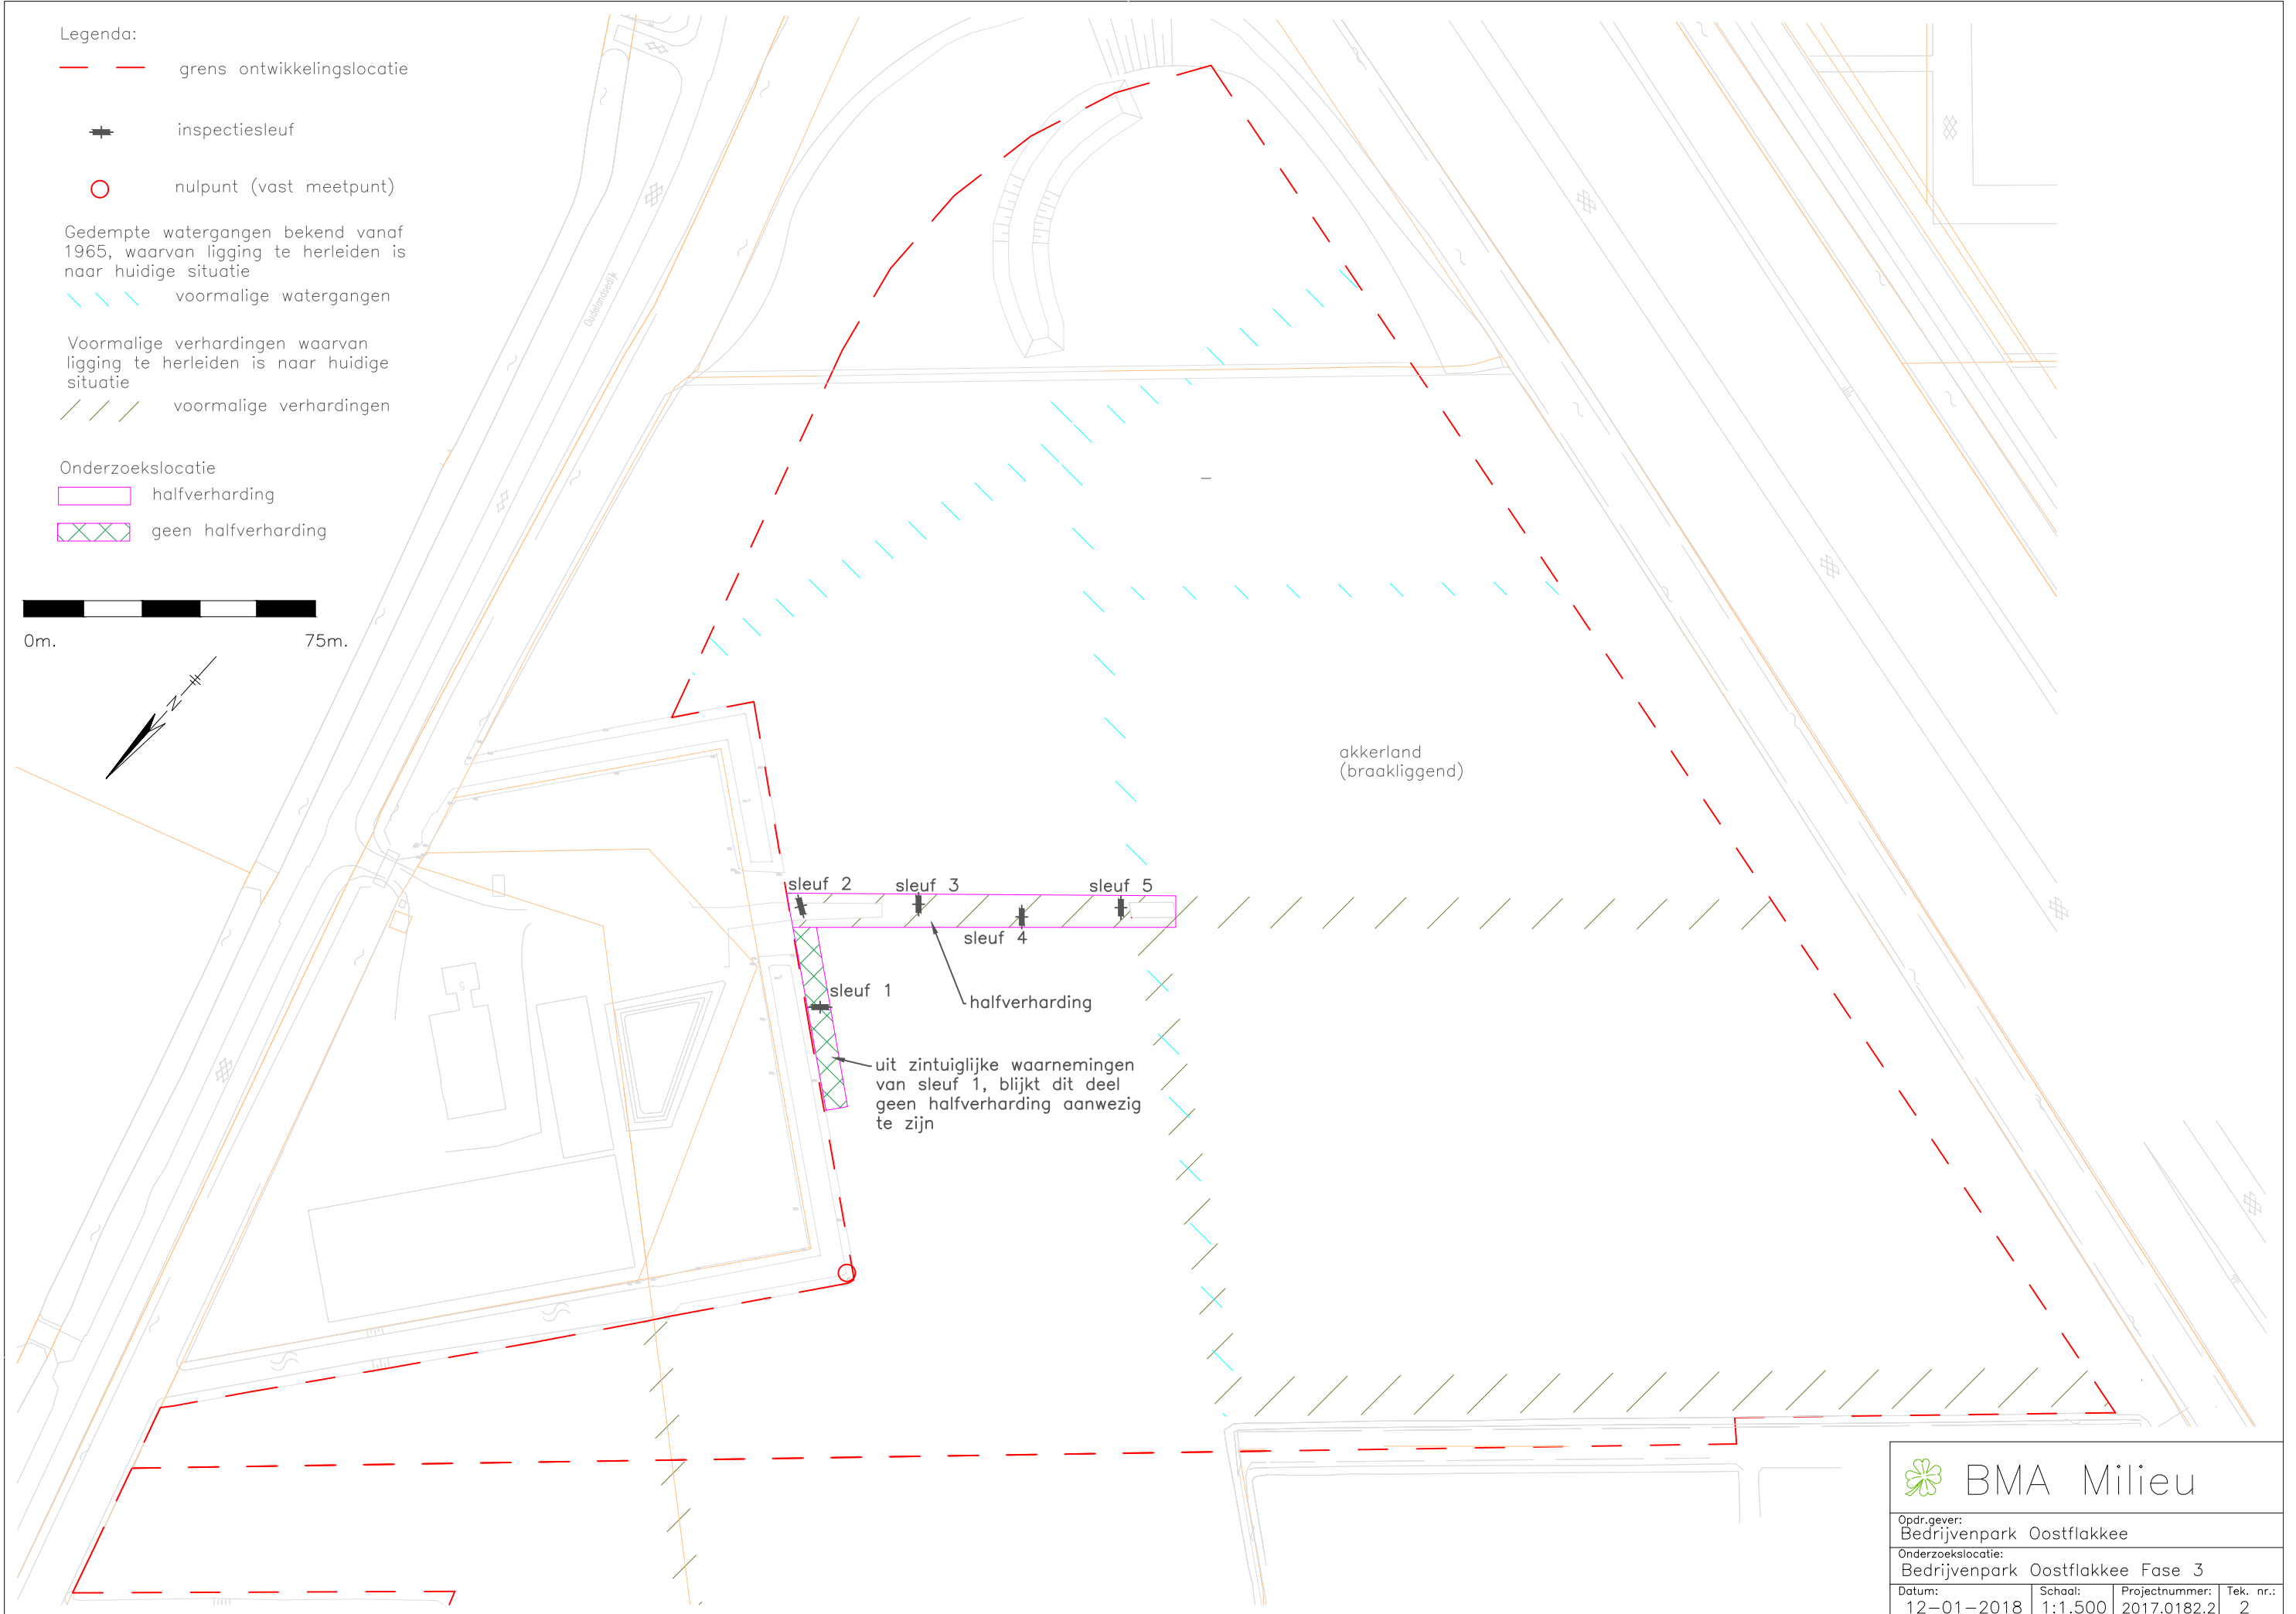 Legenda:
grens ontwikkelingslocatie
inspectiesleuf
nulpunt (vast meetpunt)
Gedempte watergangen bekend vanaf
1965, waarvan ligging te herleiden is
naar huidige situatie
voormalige watergangen
Voormalige verhardingen waarvan
ligging te herleiden is naar huidige
situatie
voormalige verhardingen
Onderzoekslocatie
halfverharding
geen halfverharding
0m.
75m.
N
Oudelandsedijk
akkerland
(braakliggend)
sleuf 2
sleuf 3
sleuf 5
sleuf 4
sleuf 1
halfverharding
uit zintuiglijke waarnemingen
van sleuf 1, blijkt dit deel
geen halfverharding aanwezig
te zijn
BMA Milieu
Opdr.gever:
Bedrijvenpark Oostflakkee
Onderzoekslocatie:
Bedrijvenpark Oostflakkee Fase 3
Datum:
12-01-2018
Schaal:
1:1.500
Projectnummer:
2017.0182.2
Tek. nr.:
2